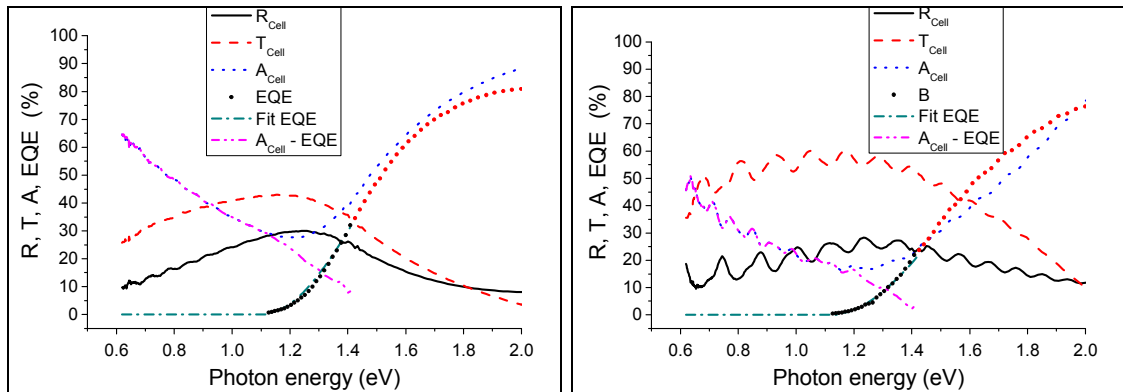 R_Cell
T_Cell
A_Cell
EQE
Fit EQE
A_Cell - EQE
100
90
80
70
60
50
40
30
20
10
0
R, T, A, EQE (%)
0.6 0.8 1.0 1.2 1.4 1.6 1.8 2.0
Photon energy (eV)
R_Cell
T_Cell
A_Cell
B
Fit EQE
A_Cell - EQE
100
90
80
70
60
50
40
30
20
10
0
R, T, A, EQE (%)
0.6 0.8 1.0 1.2 1.4 1.6 1.8 2.0
Photon energy (eV)